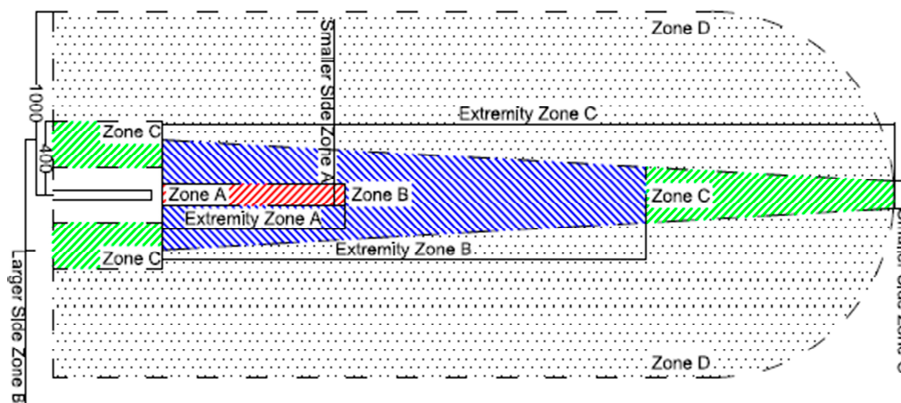 Zone D
Smaller Side Zone A
1000
Extremity Zone C
Zone C
400
Zone A
Zone B
Zone C
Extremity Zone A
Extremity Zone B
Zone C
Larger Side Zone B
Zone D